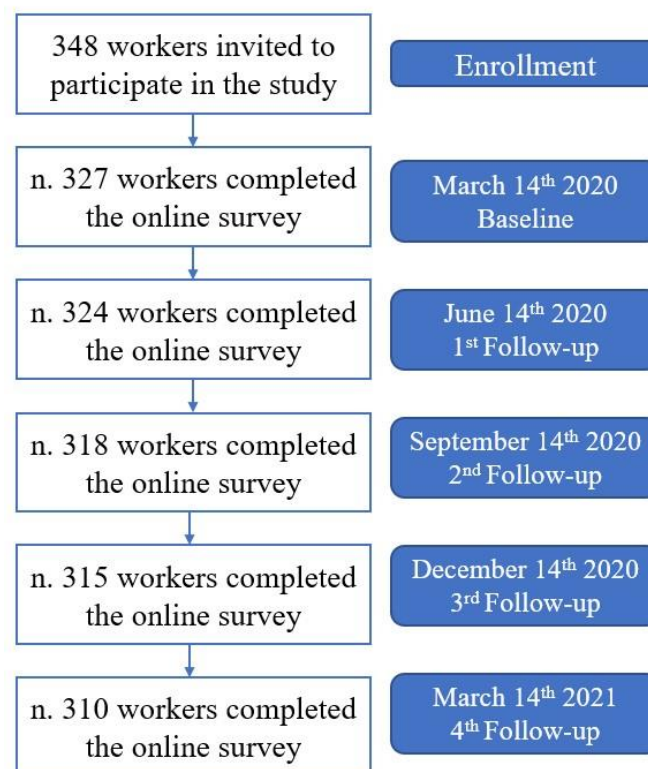 348 workers invited to
participate in the study
Enrollment
n. 327 workers completed
the online survey
March 14th 2020
Baseline
n. 324 workers completed
the online survey
June 14th 2020
1st Follow-up
n. 318 workers completed
the online survey
September 14th 2020
2nd Follow-up
n. 315 workers completed
the online survey
December 14th 2020
3rd Follow-up
n. 310 workers completed
the online survey
March 14th 2021
4th Follow-up